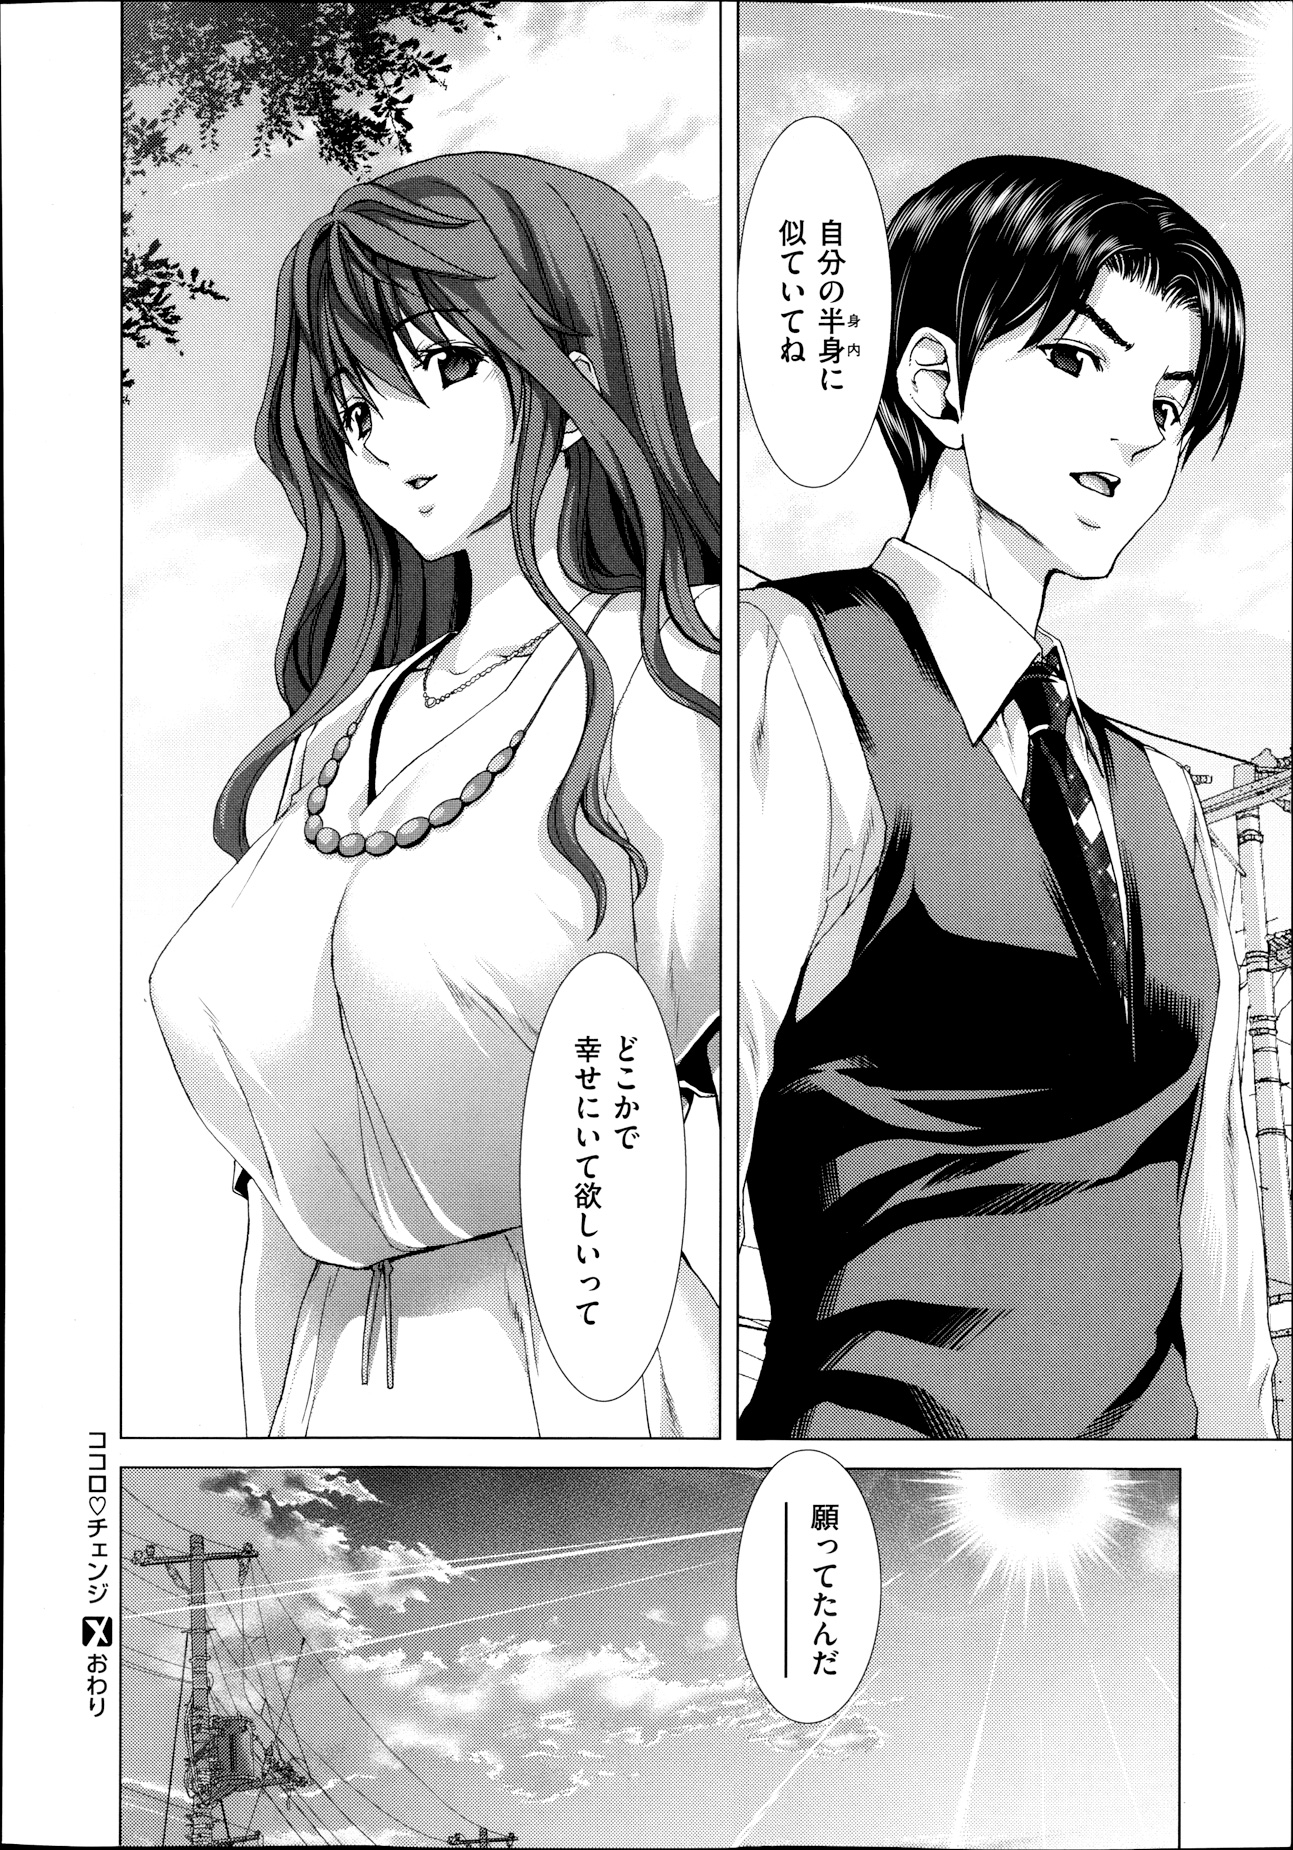 自分の半身に
身内
似ていてね
どこかで
幸せにいて欲しいって
願ってたんだ
――
ココロ♡チェンジ X おわり